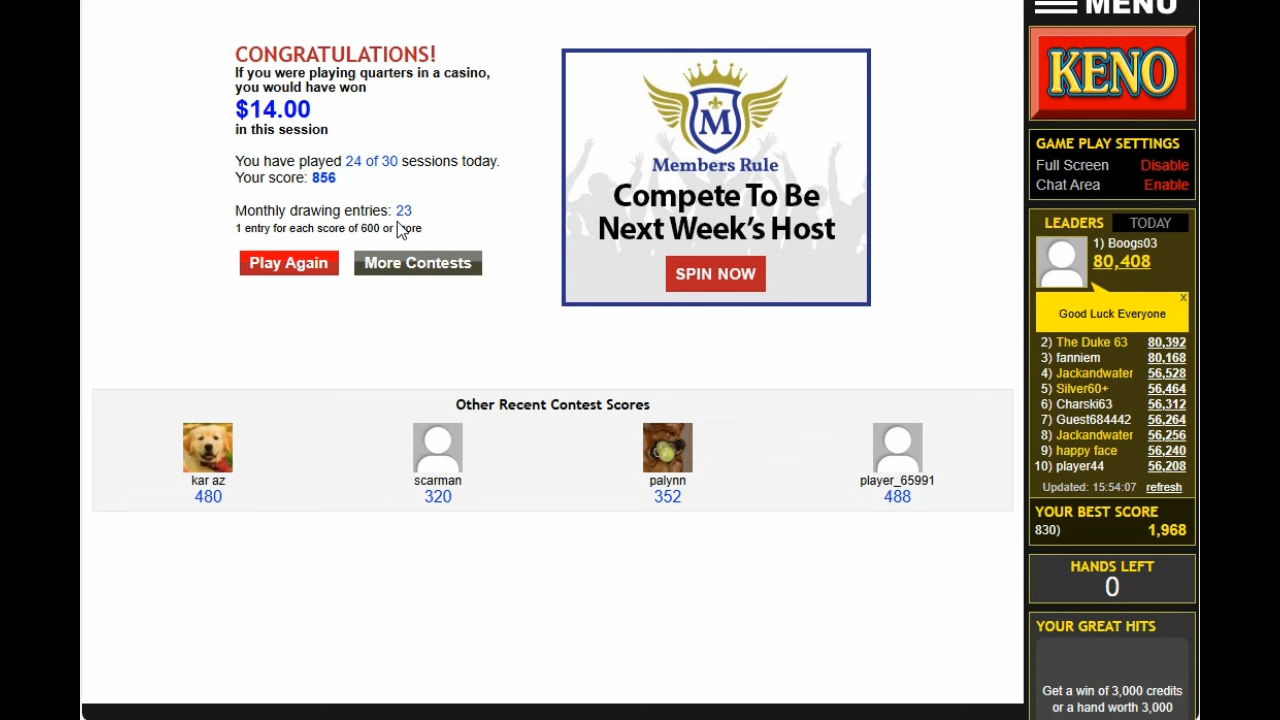 MENU
CONGRATULATIONS!
If you were playing quarters in a casino,
you would have won
$14.00
in this session
You have played 24 of 30 sessions today.
Your score: 856
Monthly drawing entries: 23
1 entry for each score of 600 or more
Play Again
More Contests
M
Members Rule
Compete To Be
Next Week's Host
SPIN NOW
Other Recent Contest Scores
kar az
480
scarman
320
palynn
352
player_65991
488
KENO
GAME PLAY SETTINGS
Full Screen Disable
Chat Area Enable
LEADERS TODAY
1) Boogs03
80,408
X
Good Luck Everyone
2) The Duke 63 80,392
3) fanniem 80,168
4) Jackandwater 56,528
5) Silver60+ 56,464
6) Charski63 56,312
7) Guest684442 56,264
8) Jackandwater 56,256
9) happy face 56,240
10) player44 56,208
Updated: 15:54:07 refresh
YOUR BEST SCORE
830) 1,968
HANDS LEFT
0
YOUR GREAT HITS
Get a win of 3,000 credits
or a hand worth 3,000